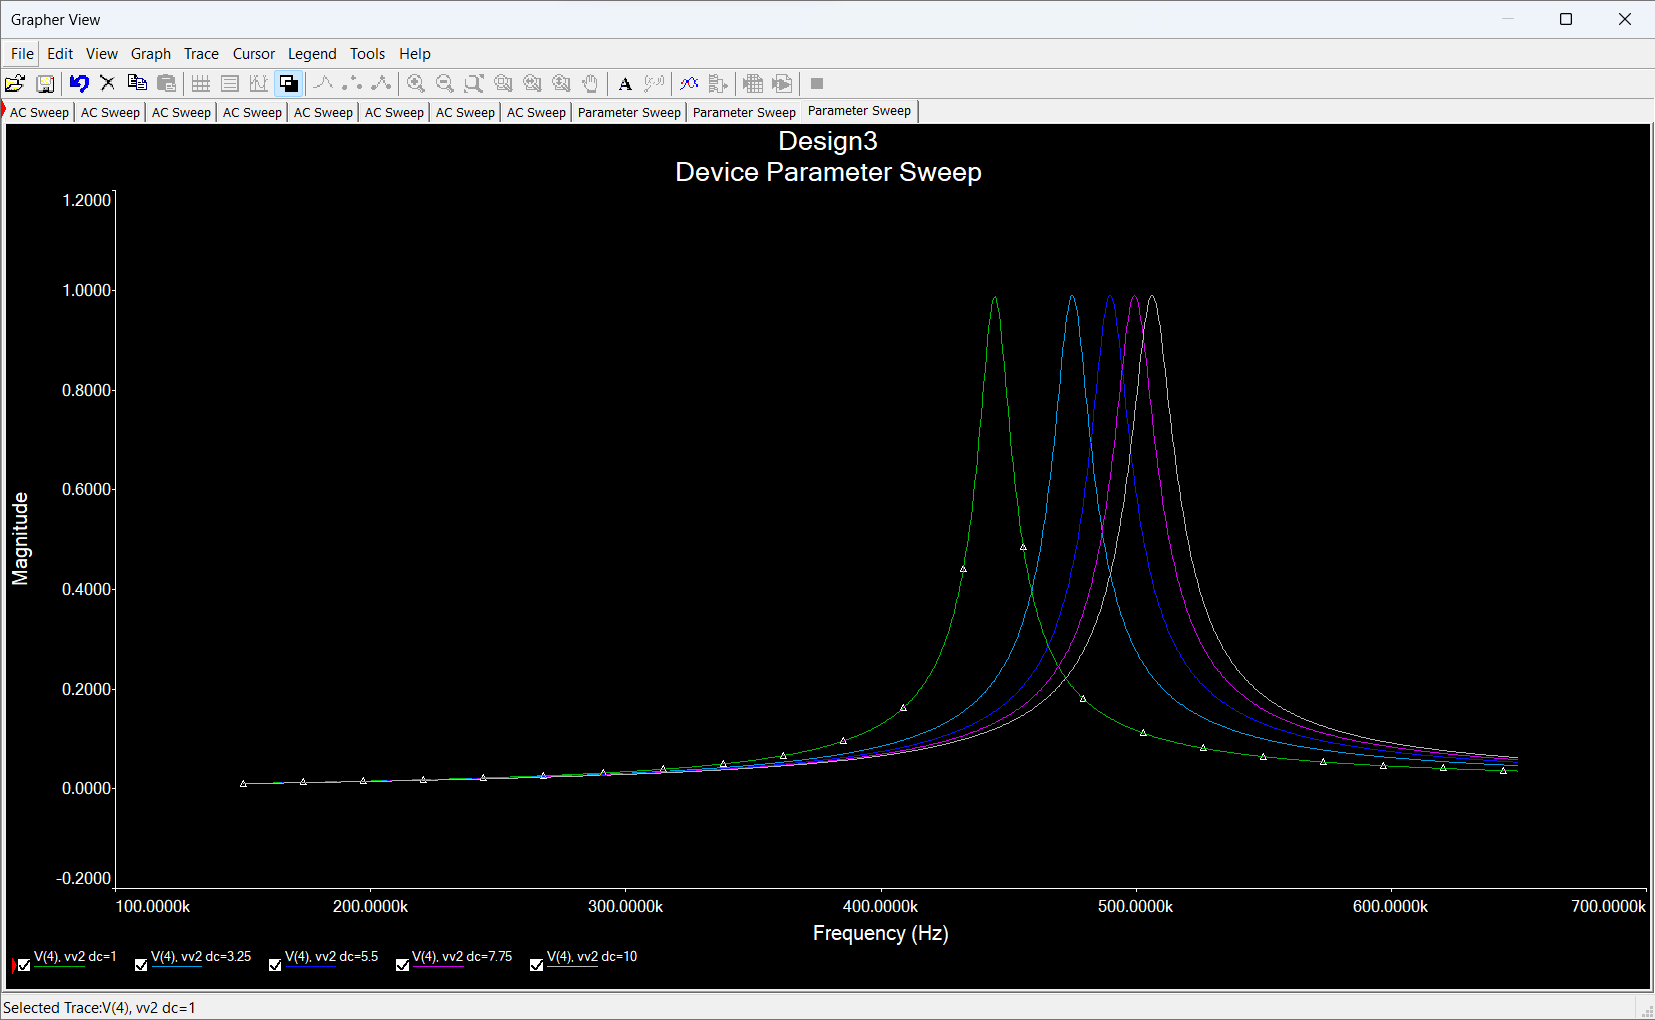 Grapher View
File Edit View Graph Trace Cursor Legend Tools Help
A
AC Sweep AC Sweep AC Sweep AC Sweep AC Sweep AC Sweep AC Sweep AC Sweep Parameter Sweep Parameter Sweep Parameter Sweep
Design3
Device Parameter Sweep
1.2000
1.0000
0.8000
0.6000
0.4000
0.2000
0.0000
-0.2000
Magnitude
100.0000k 200.0000k 300.0000k 400.0000k 500.0000k 600.0000k 700.0000k
Frequency (Hz)
V(4), vv2 dc=1 V(4), vv2 dc=3.25 V(4), vv2 dc=5.5 V(4), vv2 dc=7.75 V(4), vv2 dc=10
Selected Trace:V(4), vv2 dc=1